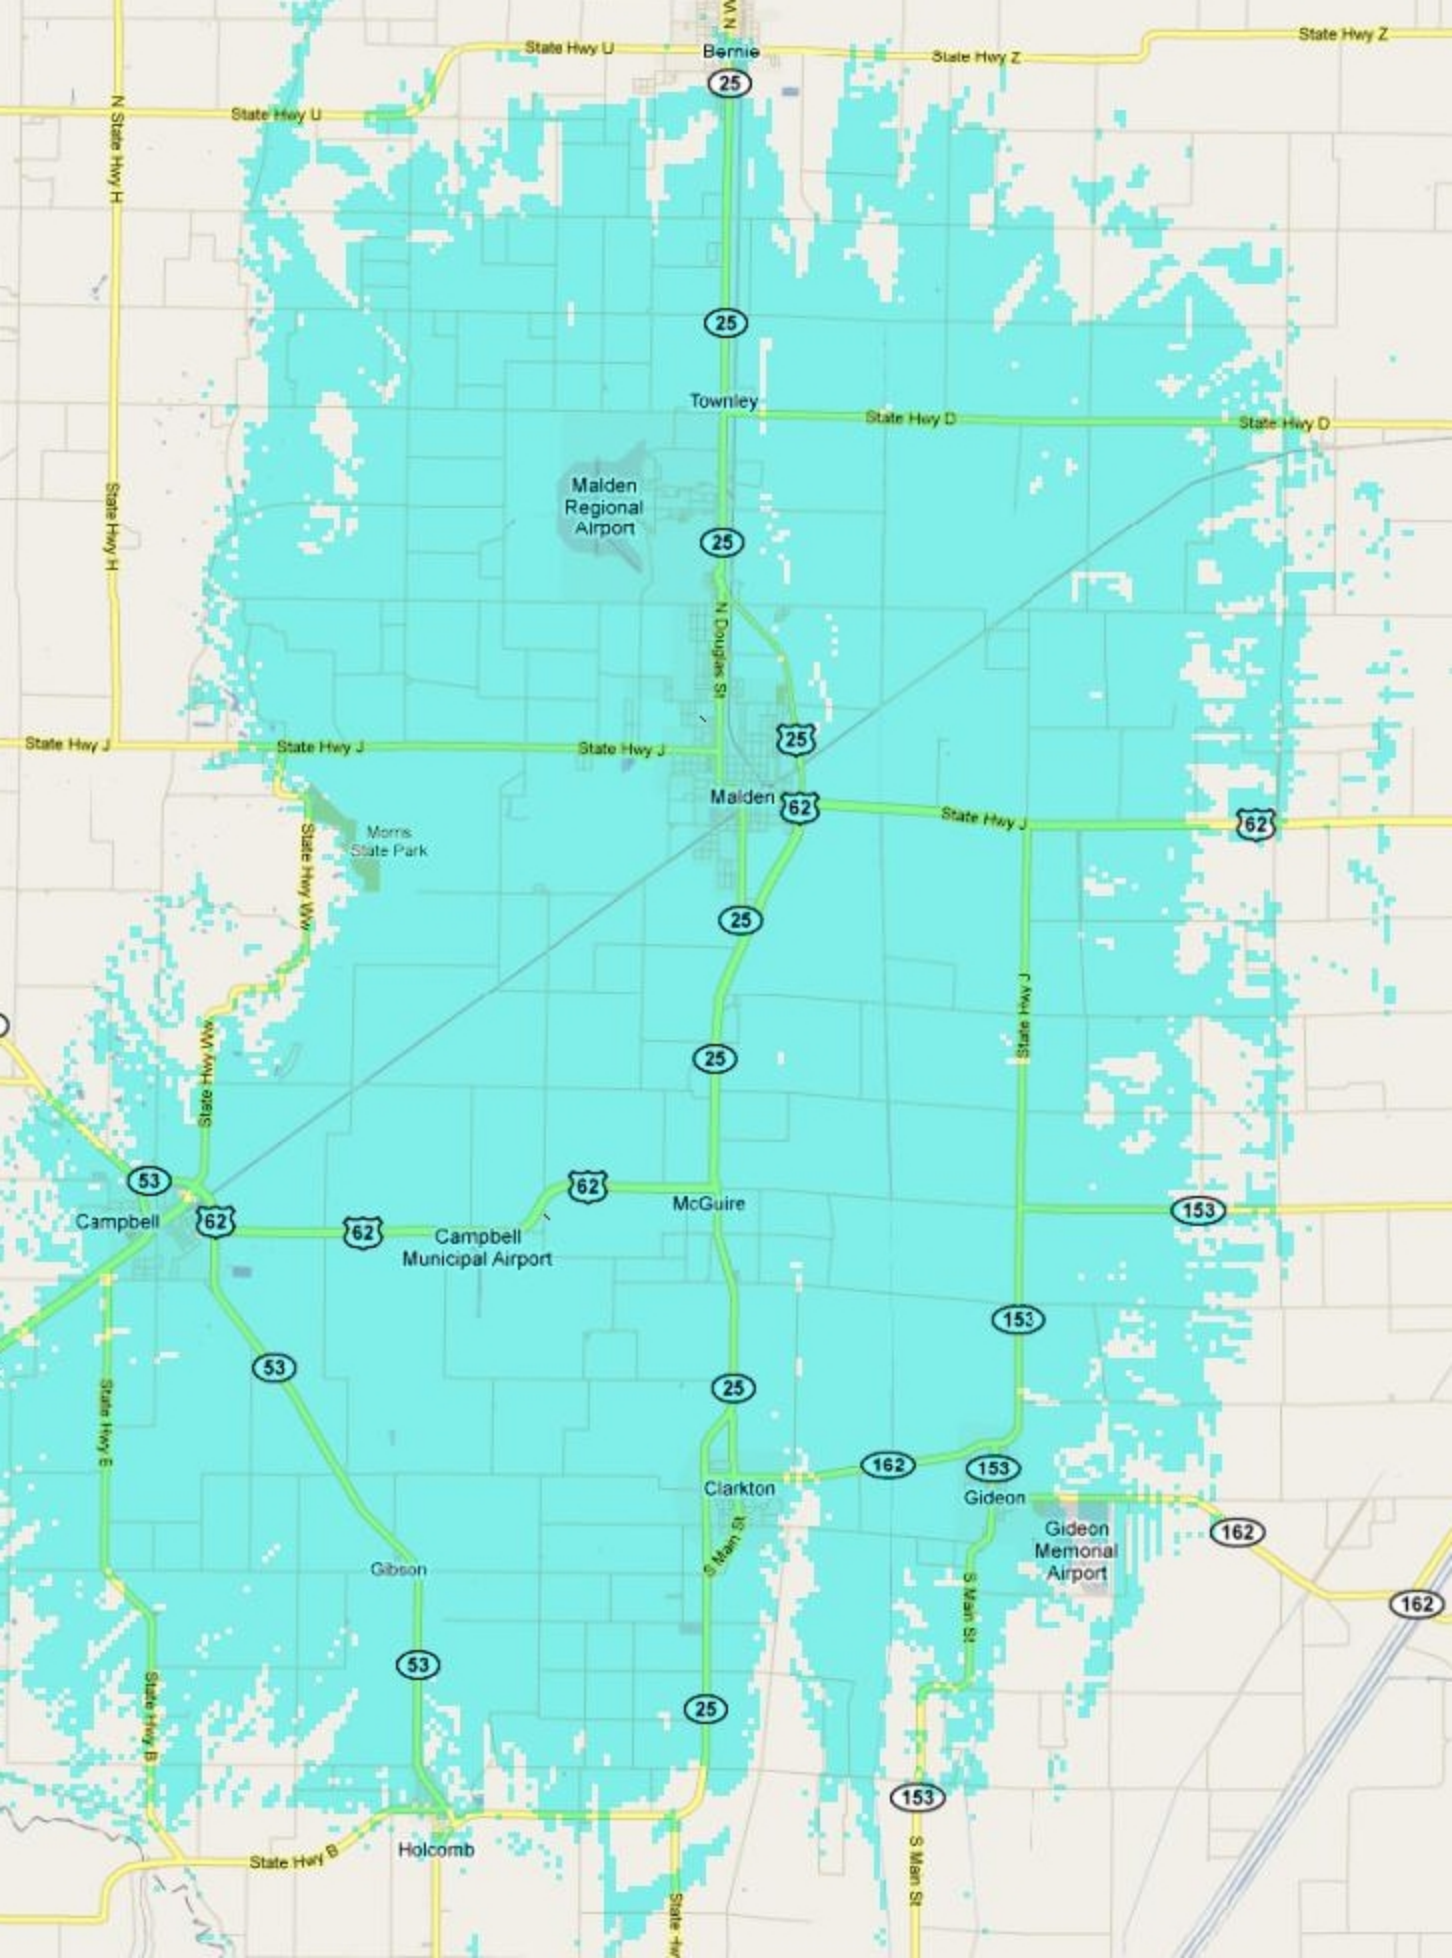 State Hwy U
Bernie
State Hwy Z
State Hwy Z
25
State Hwy U
N State Hwy H
25
Townley
State Hwy D
State Hwy D
Malden
Regional
Airport
State Hwy H
25
N Douglas St
25
State Hwy J
State Hwy J
State Hwy J
Malden
62
State Hwy J
62
Morris
State Park
State Hwy WW
25
State Hwy J
State Hwy Ww
25
53
62
McGuire
Campbell
62
62
Campbell
Municipal Airport
153
153
53
25
State Hwy B
162
153
Clarkton
Gideon
162
Gideon
Memorial
Airport
S Main St
Gibson
162
S Main St
53
State Hwy B
25
153
Holcomb
State Hwy B
S Main St